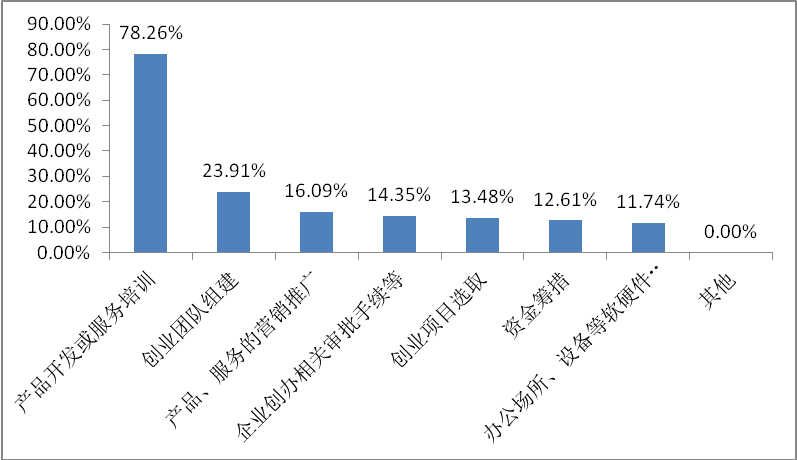 90.00%
80.00%
70.00%
60.00%
50.00%
40.00%
30.00%
20.00%
10.00%
0.00%
78.26%
23.91%
16.09%
14.35%
13.48%
12.61%
11.74%
0.00%
产品开发或服务培训
创业团队组建
产品、服务的营销推广
企业创办相关审批手续等
创业项目选取
资金筹措
办公场所、设备等软硬件…
其他